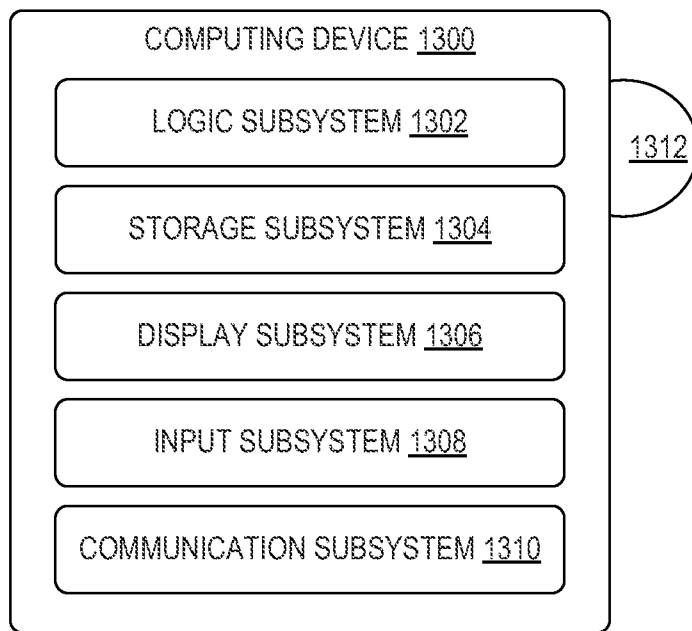 COMPUTING DEVICE 1300
LOGIC SUBSYSTEM 1302
1312
STORAGE SUBSYSTEM 1304
DISPLAY SUBSYSTEM 1306
INPUT SUBSYSTEM 1308
COMMUNICATION SUBSYSTEM 1310